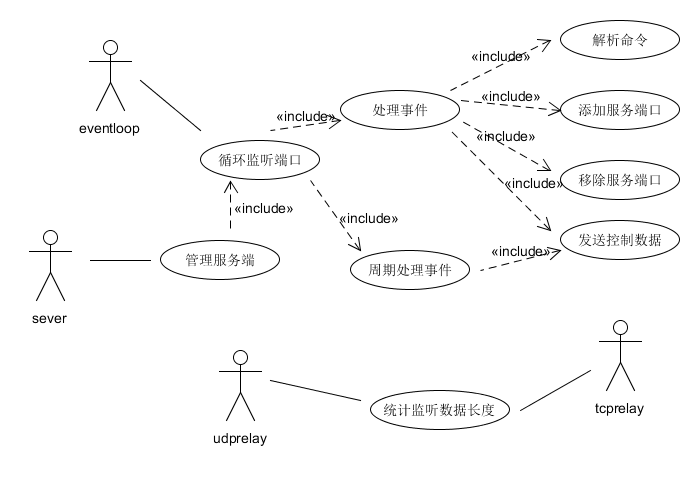 解析命令
«include»
eventloop
处理事件
«include»
添加服务端口
«include»
«include»
循环监听端口
移除服务端口
«include»
«include»
«include»
发送控制数据
sever
管理服务端
周期处理事件
«include»
udprelay
统计监听数据长度
tcprelay